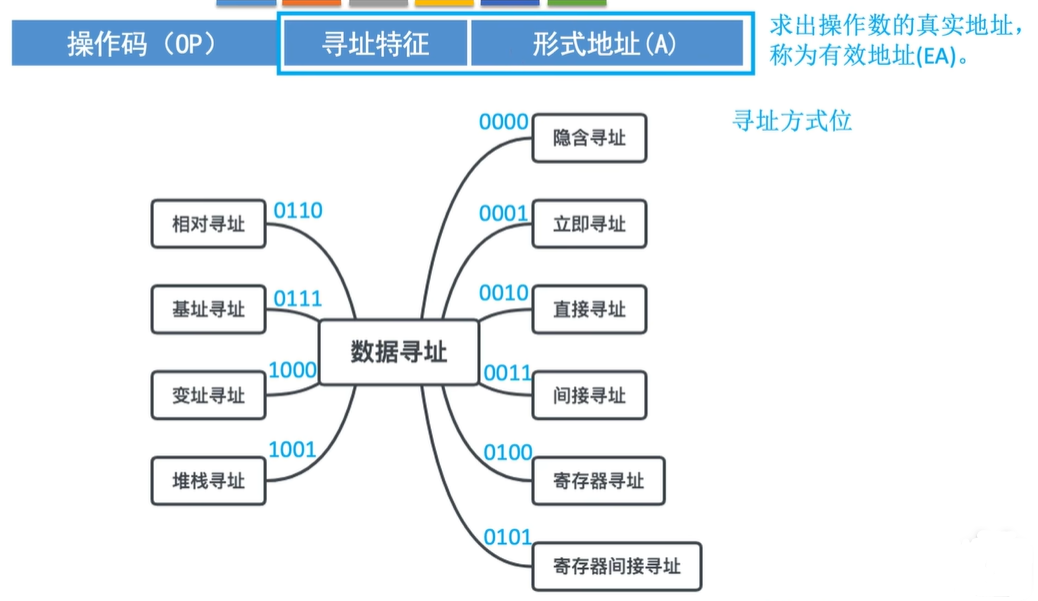 操作码（OP）
寻址特征
形式地址(A)
求出操作数的真实地址，
称为有效地址(EA)。
寻址方式位
0000
隐含寻址
0001
立即寻址
0010
直接寻址
0011
间接寻址
0100
寄存器寻址
0101
寄存器间接寻址
0110
相对寻址
0111
基址寻址
1000
变址寻址
1001
堆栈寻址
数据寻址